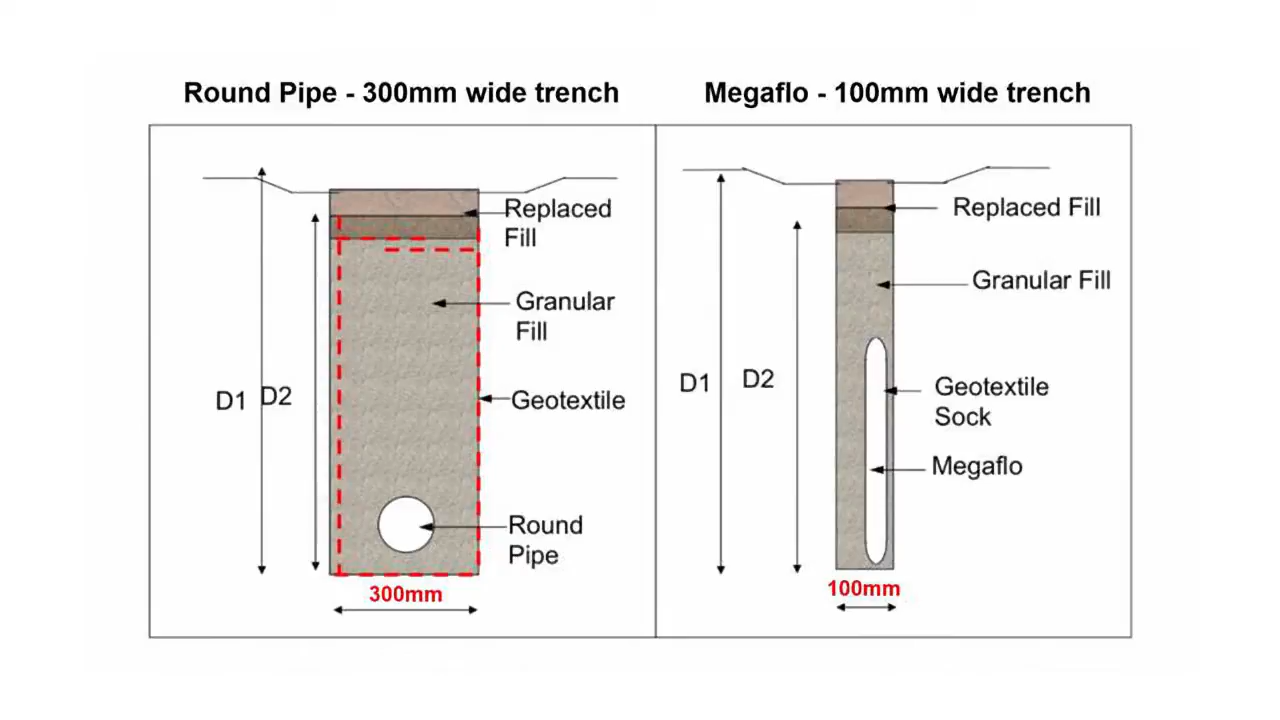 Round Pipe - 300mm wide trench
Megaflo - 100mm wide trench
Replaced
Fill
Granular
Fill
D1
D2
Geotextile
Round
Pipe
300mm
Replaced Fill
Granular Fill
D1
D2
Geotextile
Sock
Megaflo
100mm